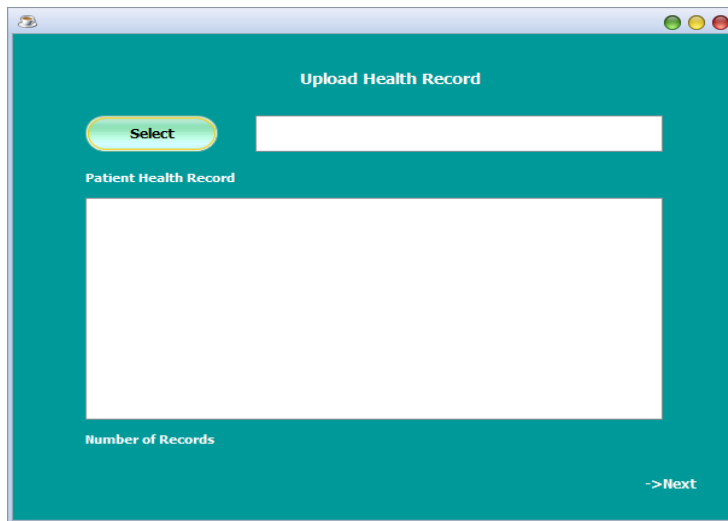 Upload Health Record
Select
Patient Health Record
Number of Records
->Next